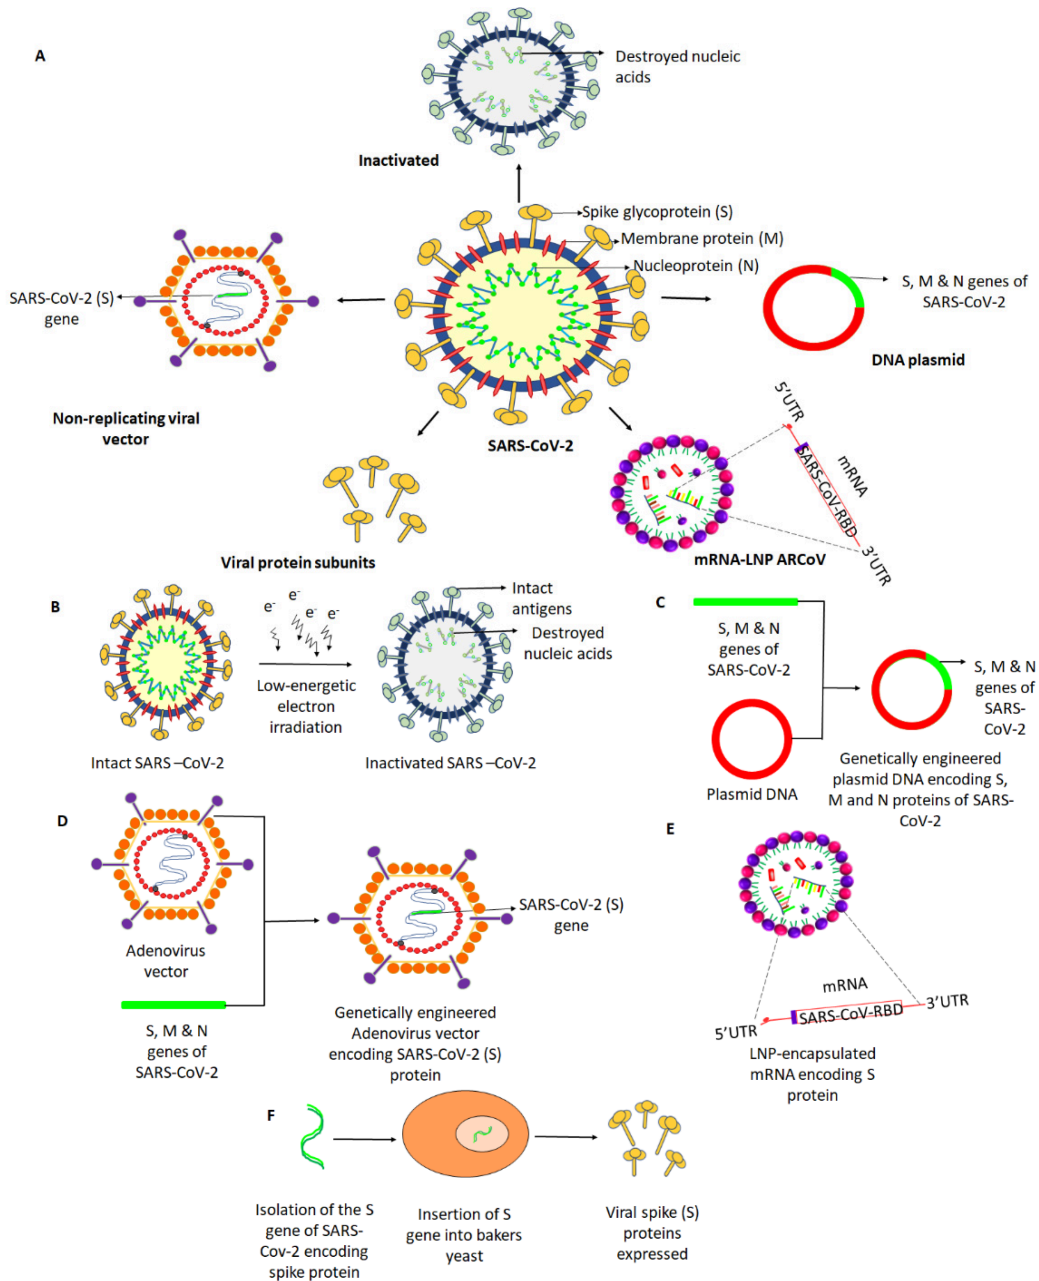 A
Destroyed nucleic
acids
Inactivated
Spike glycoprotein (S)
Membrane protein (M)
Nucleoprotein (N)
SARS-CoV-2 (S)
gene
S, M & N genes of
SARS-CoV-2
DNA plasmid
Non-replicating viral
vector
SARS-CoV-2
5'UTR
mRNA
SARS-CoV-RBD
3'UTR
Viral protein subunits
mRNA-LNP ARCoV
B
e-
e-
e-
e-
Low-energetic
electron
irradiation
Intact
antigens
Destroyed
nucleic acids
Intact SARS –CoV-2
Inactivated SARS –CoV-2
C
S, M & N
genes of
SARS-CoV-2
Plasmid DNA
S, M & N
genes of
SARS-
CoV-2
Genetically engineered
plasmid DNA encoding S,
M and N proteins of SARS-
CoV-2
D
Adenovirus
vector
S, M & N
genes of
SARS-CoV-2
SARS-CoV-2 (S)
gene
Genetically engineered
Adenovirus vector
encoding SARS-CoV-2 (S)
protein
E
mRNA
5'UTR
SARS-CoV-RBD
3'UTR
LNP-encapsulated
mRNA encoding S
protein
F
Isolation of the S
gene of SARS-
Cov-2 encoding
spike protein
Insertion of S
gene into bakers
yeast
Viral spike (S)
proteins
expressed